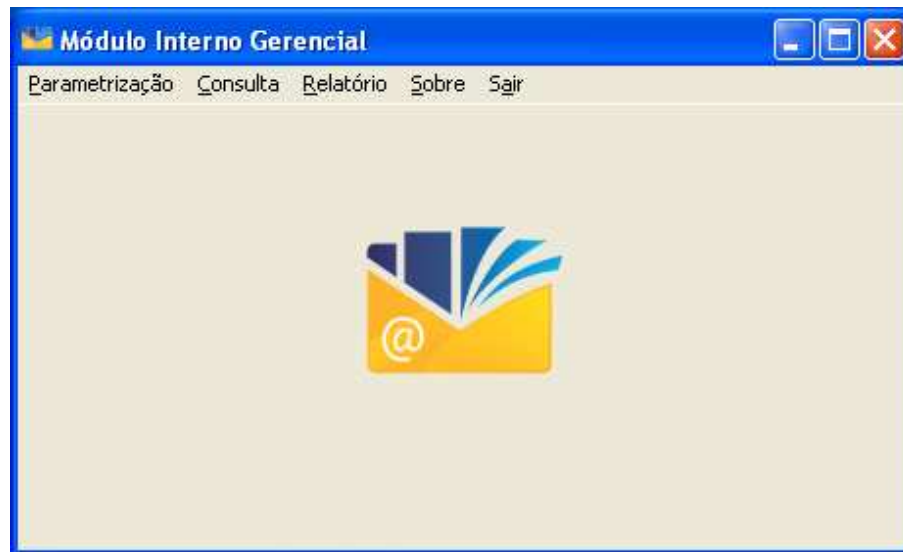 Módulo Interno Gerencial
Parametrização Consulta Relatório Sobre Sair
@